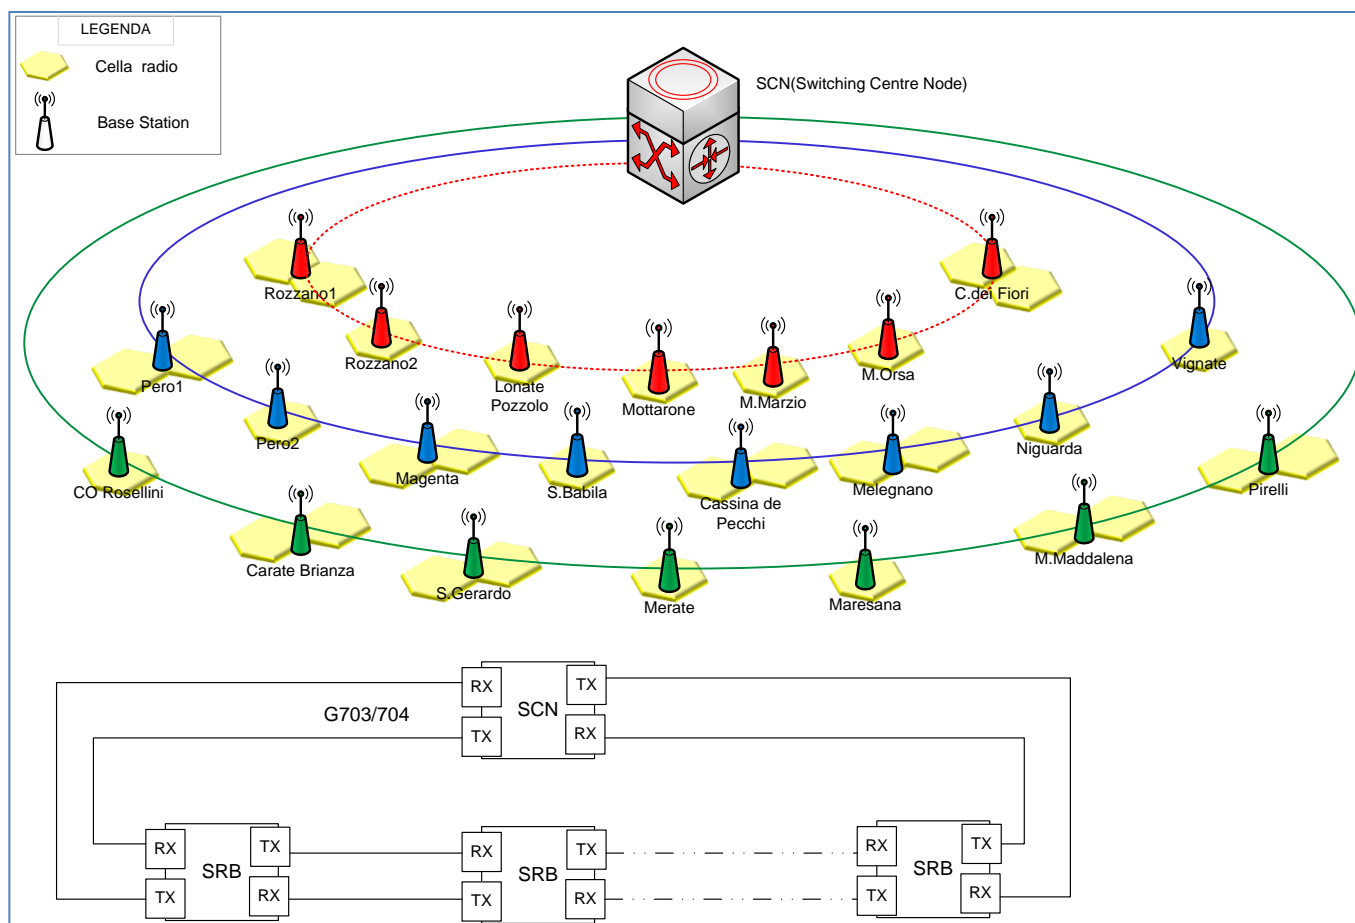 LEGENDA
Cella radio
Base Station
SCN(Switching Centre Node)
Rozzano1
C.dei Fiori
Rozzano2
Lonate
Pozzolo
Mottarone
M.Marzio
M.Orsa
Vignate
Pero1
Pero2
Magenta
S.Babila
Cassina de
Pecchi
Melegnano
Niguarda
CO Rosellini
Pirelli
Carate Brianza
S.Gerardo
Merate
Maresana
M.Maddalena
RX
TX
G703/704
SCN
TX
RX
RX
TX
SRB
TX
RX
RX
TX
SRB
TX
RX
RX
TX
SRB
TX
RX